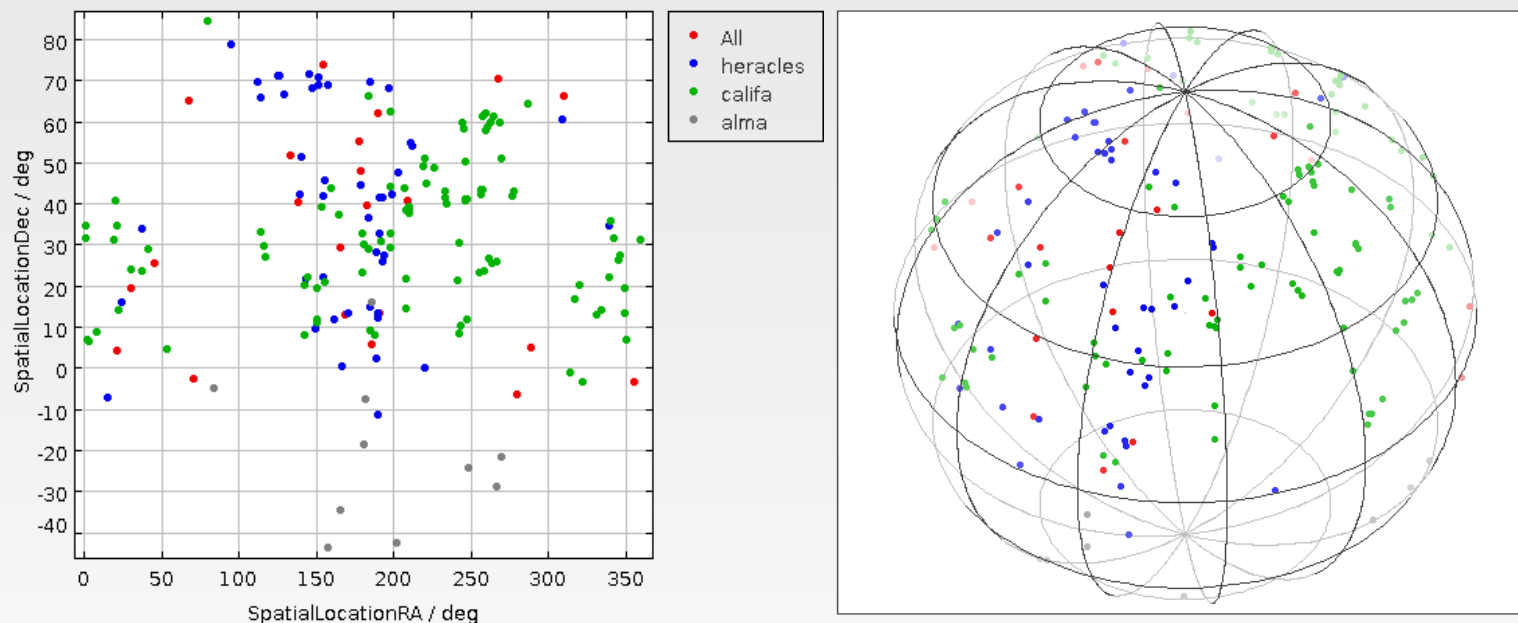 80
70
60
50
40
30
20
10
0
-10
-20
-30
-40
SpatialLocationDec / deg
0 50 100 150 200 250 300 350
SpatialLocationRA / deg
All
heracles
califa
alma